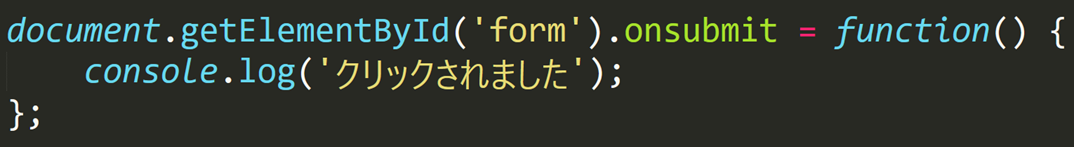 document.getElementById('form').onsubmit = function() {
    console.log('クリックされました');
};